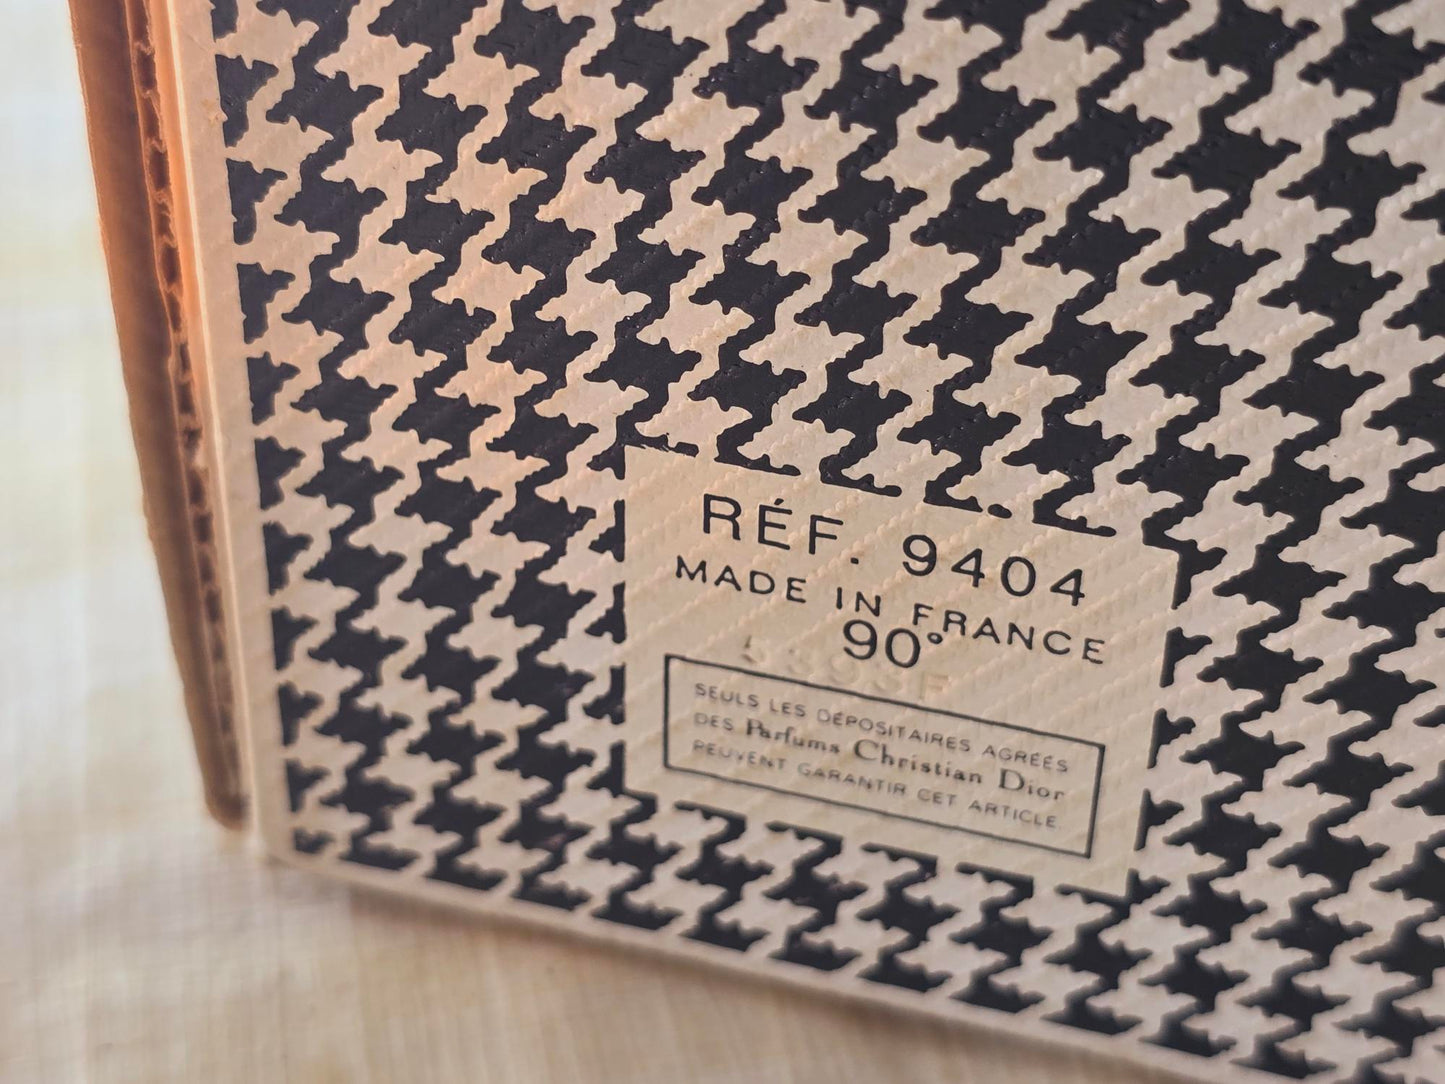 RÉF. 9404
MADE IN FRANCE
90°
SEULS LES DÉPOSITAIRES AGRÉÉS
DES Parfums Christian Dior
PEUVENT GARANTIR CET ARTICLE.